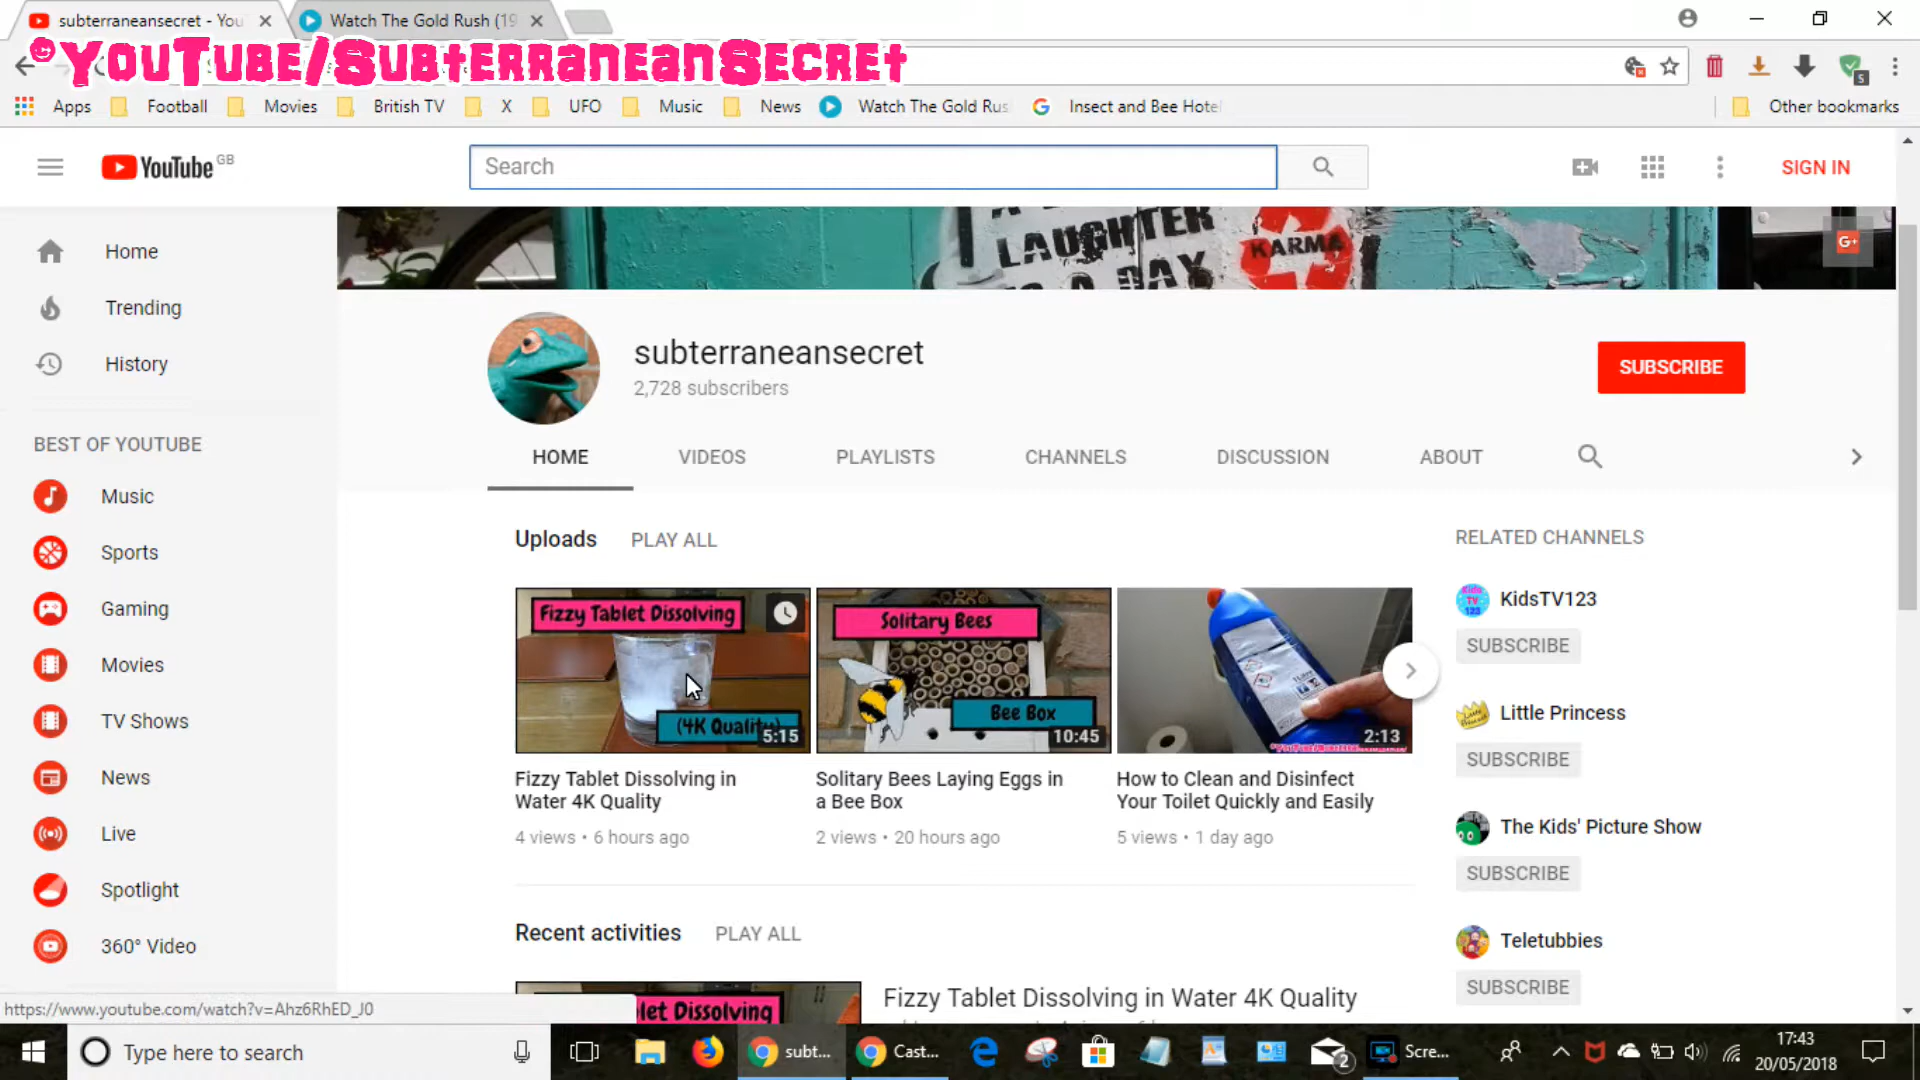 subterraneansecret - You
Watch The Gold Rush (19
©YouTube/SubterraneanSecret
Apps
Football
Movies
British TV
X
UFO
Music
News
Watch The Gold Rus
Insect and Bee Hotel
Other bookmarks
YouTube GB
Search
SIGN IN
LAUGHTER
IS A DAY
KARMA
G+
Home
Trending
History
BEST OF YOUTUBE
Music
Sports
Gaming
Movies
TV Shows
News
Live
Spotlight
360° Video
subterraneansecret
2,728 subscribers
SUBSCRIBE
HOME
VIDEOS
PLAYLISTS
CHANNELS
DISCUSSION
ABOUT
Uploads PLAY ALL
Fizzy Tablet Dissolving
(4K Quality)
5:15
Solitary Bees
Bee Box
10:45
2:13
Fizzy Tablet Dissolving in
Water 4K Quality
4 views • 6 hours ago
Solitary Bees Laying Eggs in
a Bee Box
2 views • 20 hours ago
How to Clean and Disinfect
Your Toilet Quickly and Easily
5 views • 1 day ago
RELATED CHANNELS
KidsTV123
SUBSCRIBE
Little Princess
SUBSCRIBE
The Kids' Picture Show
SUBSCRIBE
Teletubbies
SUBSCRIBE
Recent activities PLAY ALL
let Dissolving
Fizzy Tablet Dissolving in Water 4K Quality
https://www.youtube.com/watch?v=Ahz6RhED_J0
Type here to search
subt...
Cast...
2
Scre...
17:43
20/05/2018